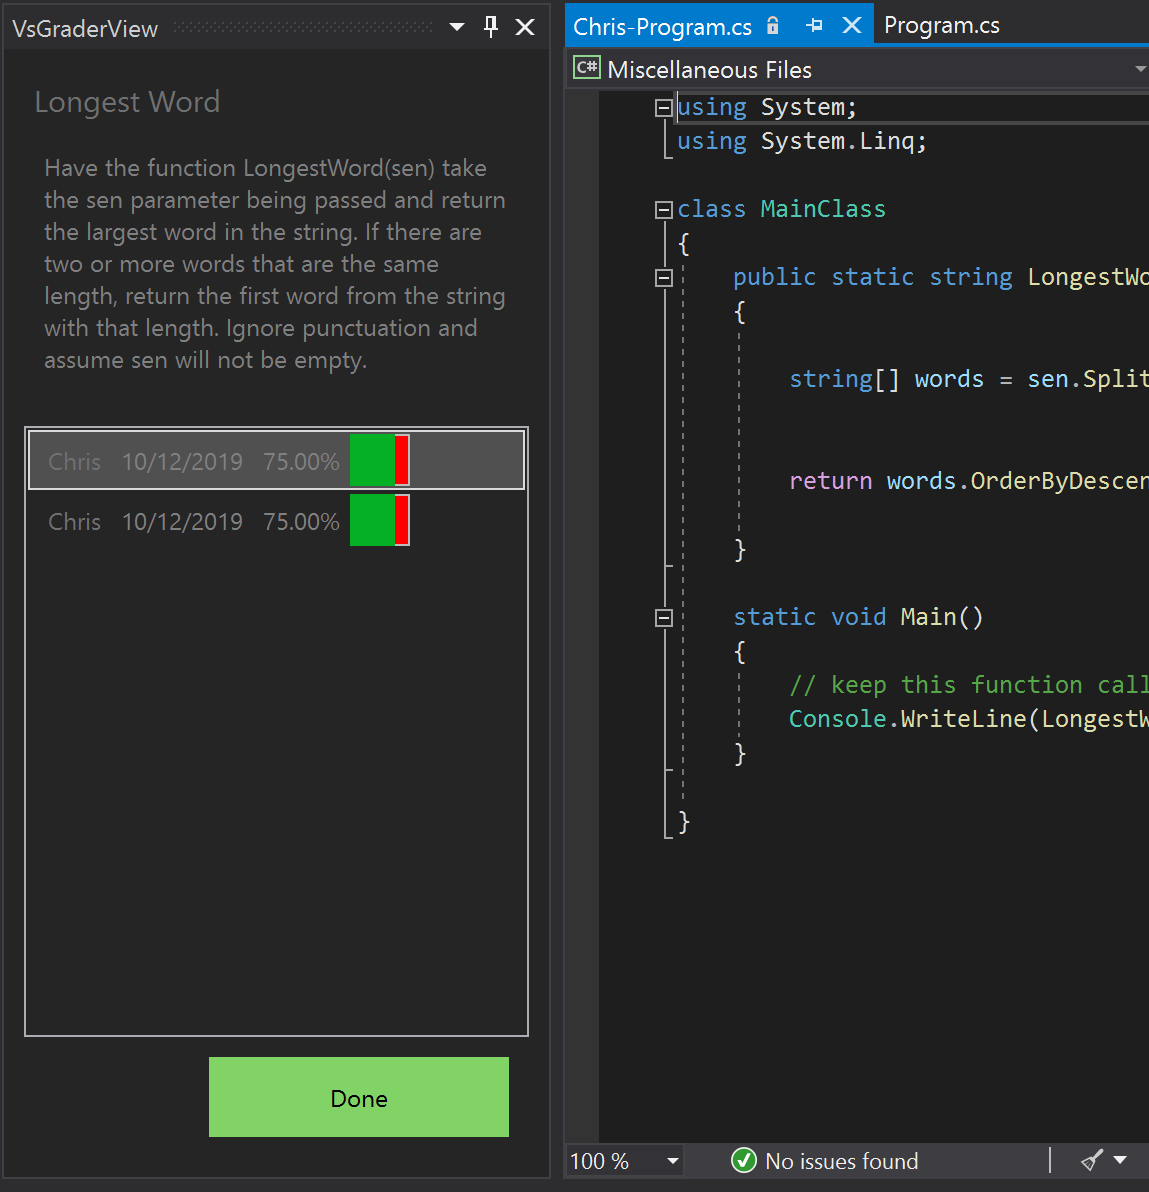 VsGraderView
Longest Word
Have the function LongestWord(sen) take
the sen parameter being passed and return
the largest word in the string. If there are
two or more words that are the same
length, return the first word from the string
with that length. Ignore punctuation and
assume sen will not be empty.
Chris 10/12/2019 75.00%
Chris 10/12/2019 75.00%
Done
Chris-Program.cs
Program.cs
C# Miscellaneous Files
using System;
using System.Linq;
class MainClass
{
public static string LongestWo
{
string[] words = sen.Split
return words.OrderByDescen
}
static void Main()
{
// keep this function call
Console.WriteLine(LongestW
}
}
100 %
No issues found